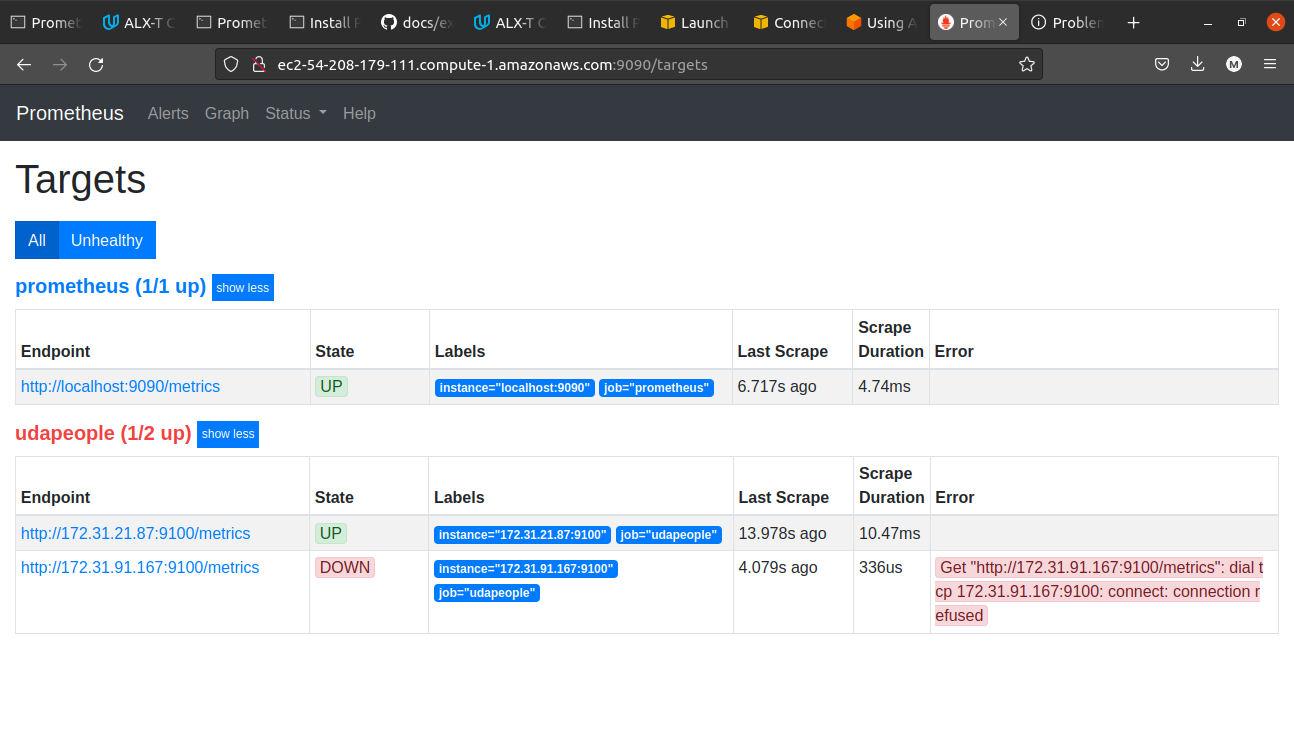 Promet ALX-T C Promet Install P docs/ex ALX-T C Install P Launch Connec Using A Prom Problem
ec2-54-208-179-111.compute-1.amazonaws.com:9090/targets M
Prometheus Alerts Graph Status Help
Targets
All Unhealthy
prometheus (1/1 up) show less
Endpoint State Labels Last Scrape Scrape Duration Error
http://localhost:9090/metrics UP instance="localhost:9090" job="prometheus" 6.717s ago 4.74ms
udapeople (1/2 up) show less
Endpoint State Labels Last Scrape Scrape Duration Error
http://172.31.21.87:9100/metrics UP instance="172.31.21.87:9100" job="udapeople" 13.978s ago 10.47ms
http://172.31.91.167:9100/metrics DOWN instance="172.31.91.167:9100" 4.079s ago 336us Get "http://172.31.91.167:9100/metrics": dial t
job="udapeople" cp 172.31.91.167:9100: connect: connection r
efused